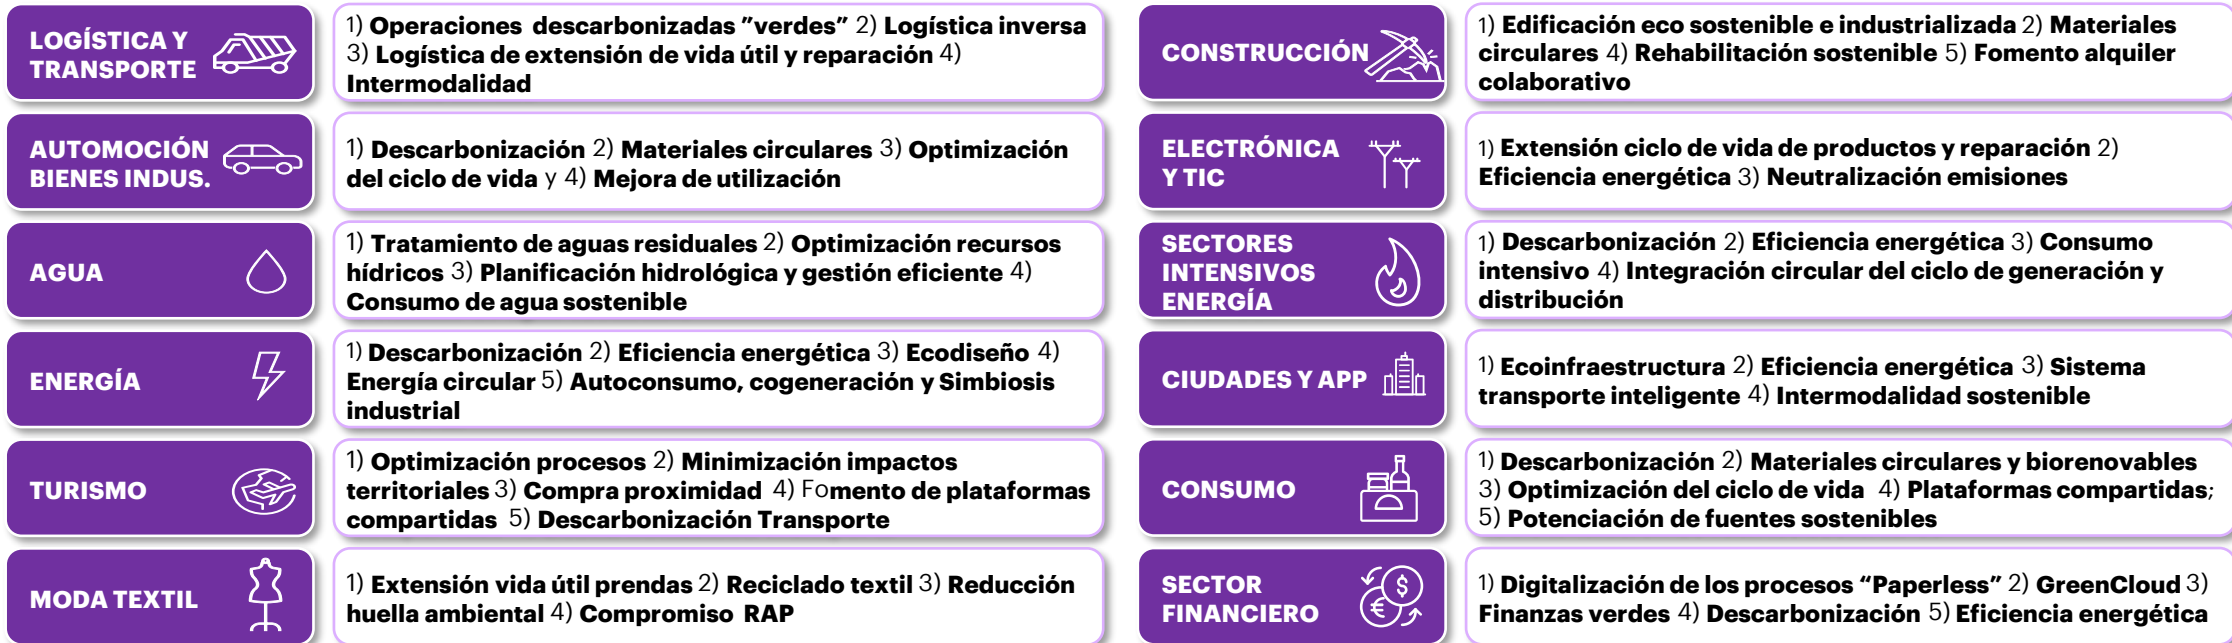 LOGÍSTICA Y
TRANSPORTE
1) Operaciones descarbonizadas ”verdes” 2) Logística inversa
3) Logística de extensión de vida útil y reparación 4)
Intermodalidad
AUTOMOCIÓN
BIENES INDUS.
1) Descarbonización 2) Materiales circulares 3) Optimización
del ciclo de vida y 4) Mejora de utilización
AGUA
1) Tratamiento de aguas residuales 2) Optimización recursos
hídricos 3) Planificación hidrológica y gestión eficiente 4)
Consumo de agua sostenible
ENERGÍA
1) Descarbonización 2) Eficiencia energética 3) Ecodiseño 4)
Energía circular 5) Autoconsumo, cogeneración y Simbiosis
industrial
TURISMO
1) Optimización procesos 2) Minimización impactos
territoriales 3) Compra proximidad 4) Fomento de plataformas
compartidas 5) Descarbonización Transporte
MODA TEXTIL
1) Extensión vida útil prendas 2) Reciclado textil 3) Reducción
huella ambiental 4) Compromiso RAP
CONSTRUCCIÓN
1) Edificación eco sostenible e industrializada 2) Materiales
circulares 4) Rehabilitación sostenible 5) Fomento alquiler
colaborativo
ELECTRÓNICA
Y TIC
1) Extensión ciclo de vida de productos y reparación 2)
Eficiencia energética 3) Neutralización emisiones
SECTORES
INTENSIVOS
ENERGÍA
1) Descarbonización 2) Eficiencia energética 3) Consumo
intensivo 4) Integración circular del ciclo de generación y
distribución
CIUDADES Y APP
1) Ecoinfraestructura 2) Eficiencia energética 3) Sistema
transporte inteligente 4) Intermodalidad sostenible
CONSUMO
1) Descarbonización 2) Materiales circulares y biorenovables
3) Optimización del ciclo de vida 4) Plataformas compartidas;
5) Potenciación de fuentes sostenibles
SECTOR
FINANCIERO
$
€
1) Digitalización de los procesos “Paperless” 2) GreenCloud 3)
Finanzas verdes 4) Descarbonización 5) Eficiencia energética